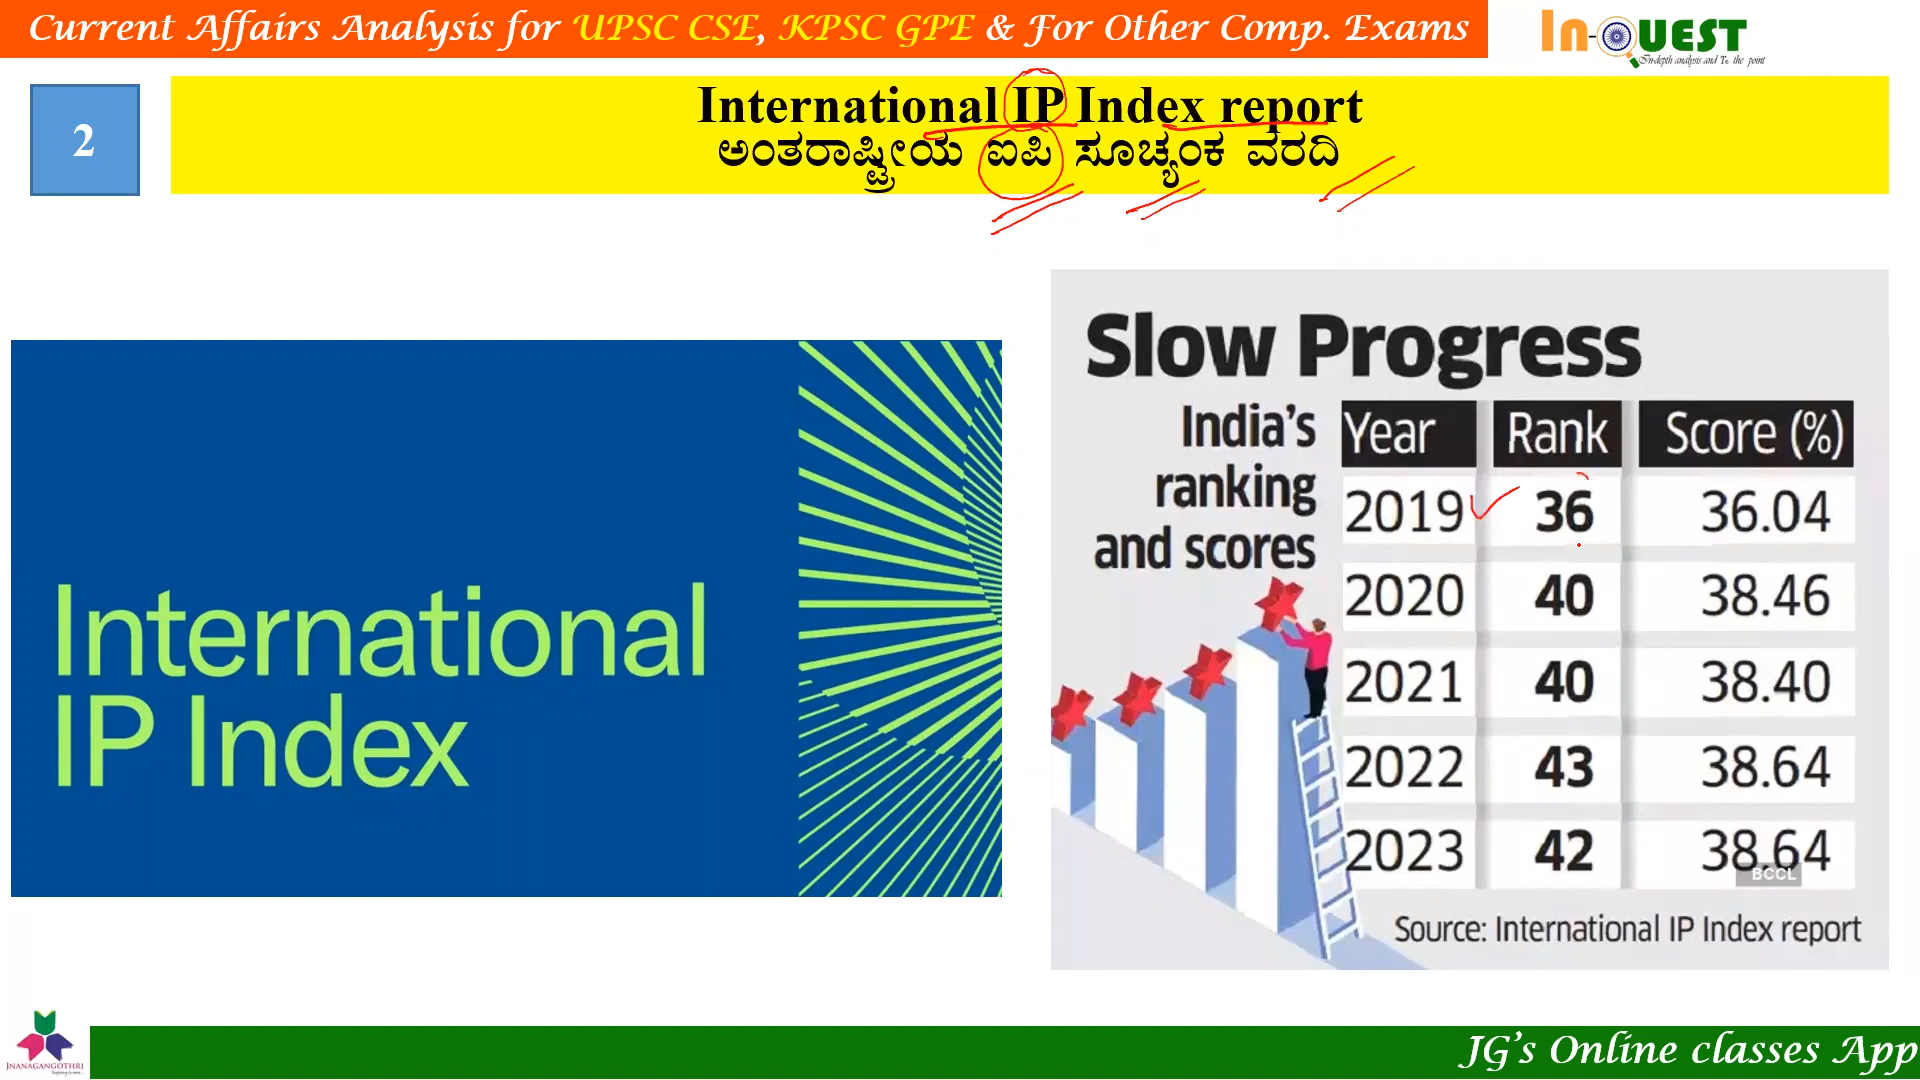 Current Affairs Analysis for UPSC CSE, KPSC GPE & For Other Comp. Exams
In-QUEST
In-depth analysis and To the point
2
International IP Index report
ಅಂತರಾಷ್ಟ್ರೀಯ ಐಪಿ ಸೂಚ್ಯಂಕ ವರದಿ
International
IP Index
Slow Progress
India's
ranking
and scores
Year Rank Score (%)
2019 36 36.04
2020 40 38.46
2021 40 38.40
2022 43 38.64
2023 42 38.64
BCCL
Source: International IP Index report
JNANAGANGOTHRI
JG's Online classes App